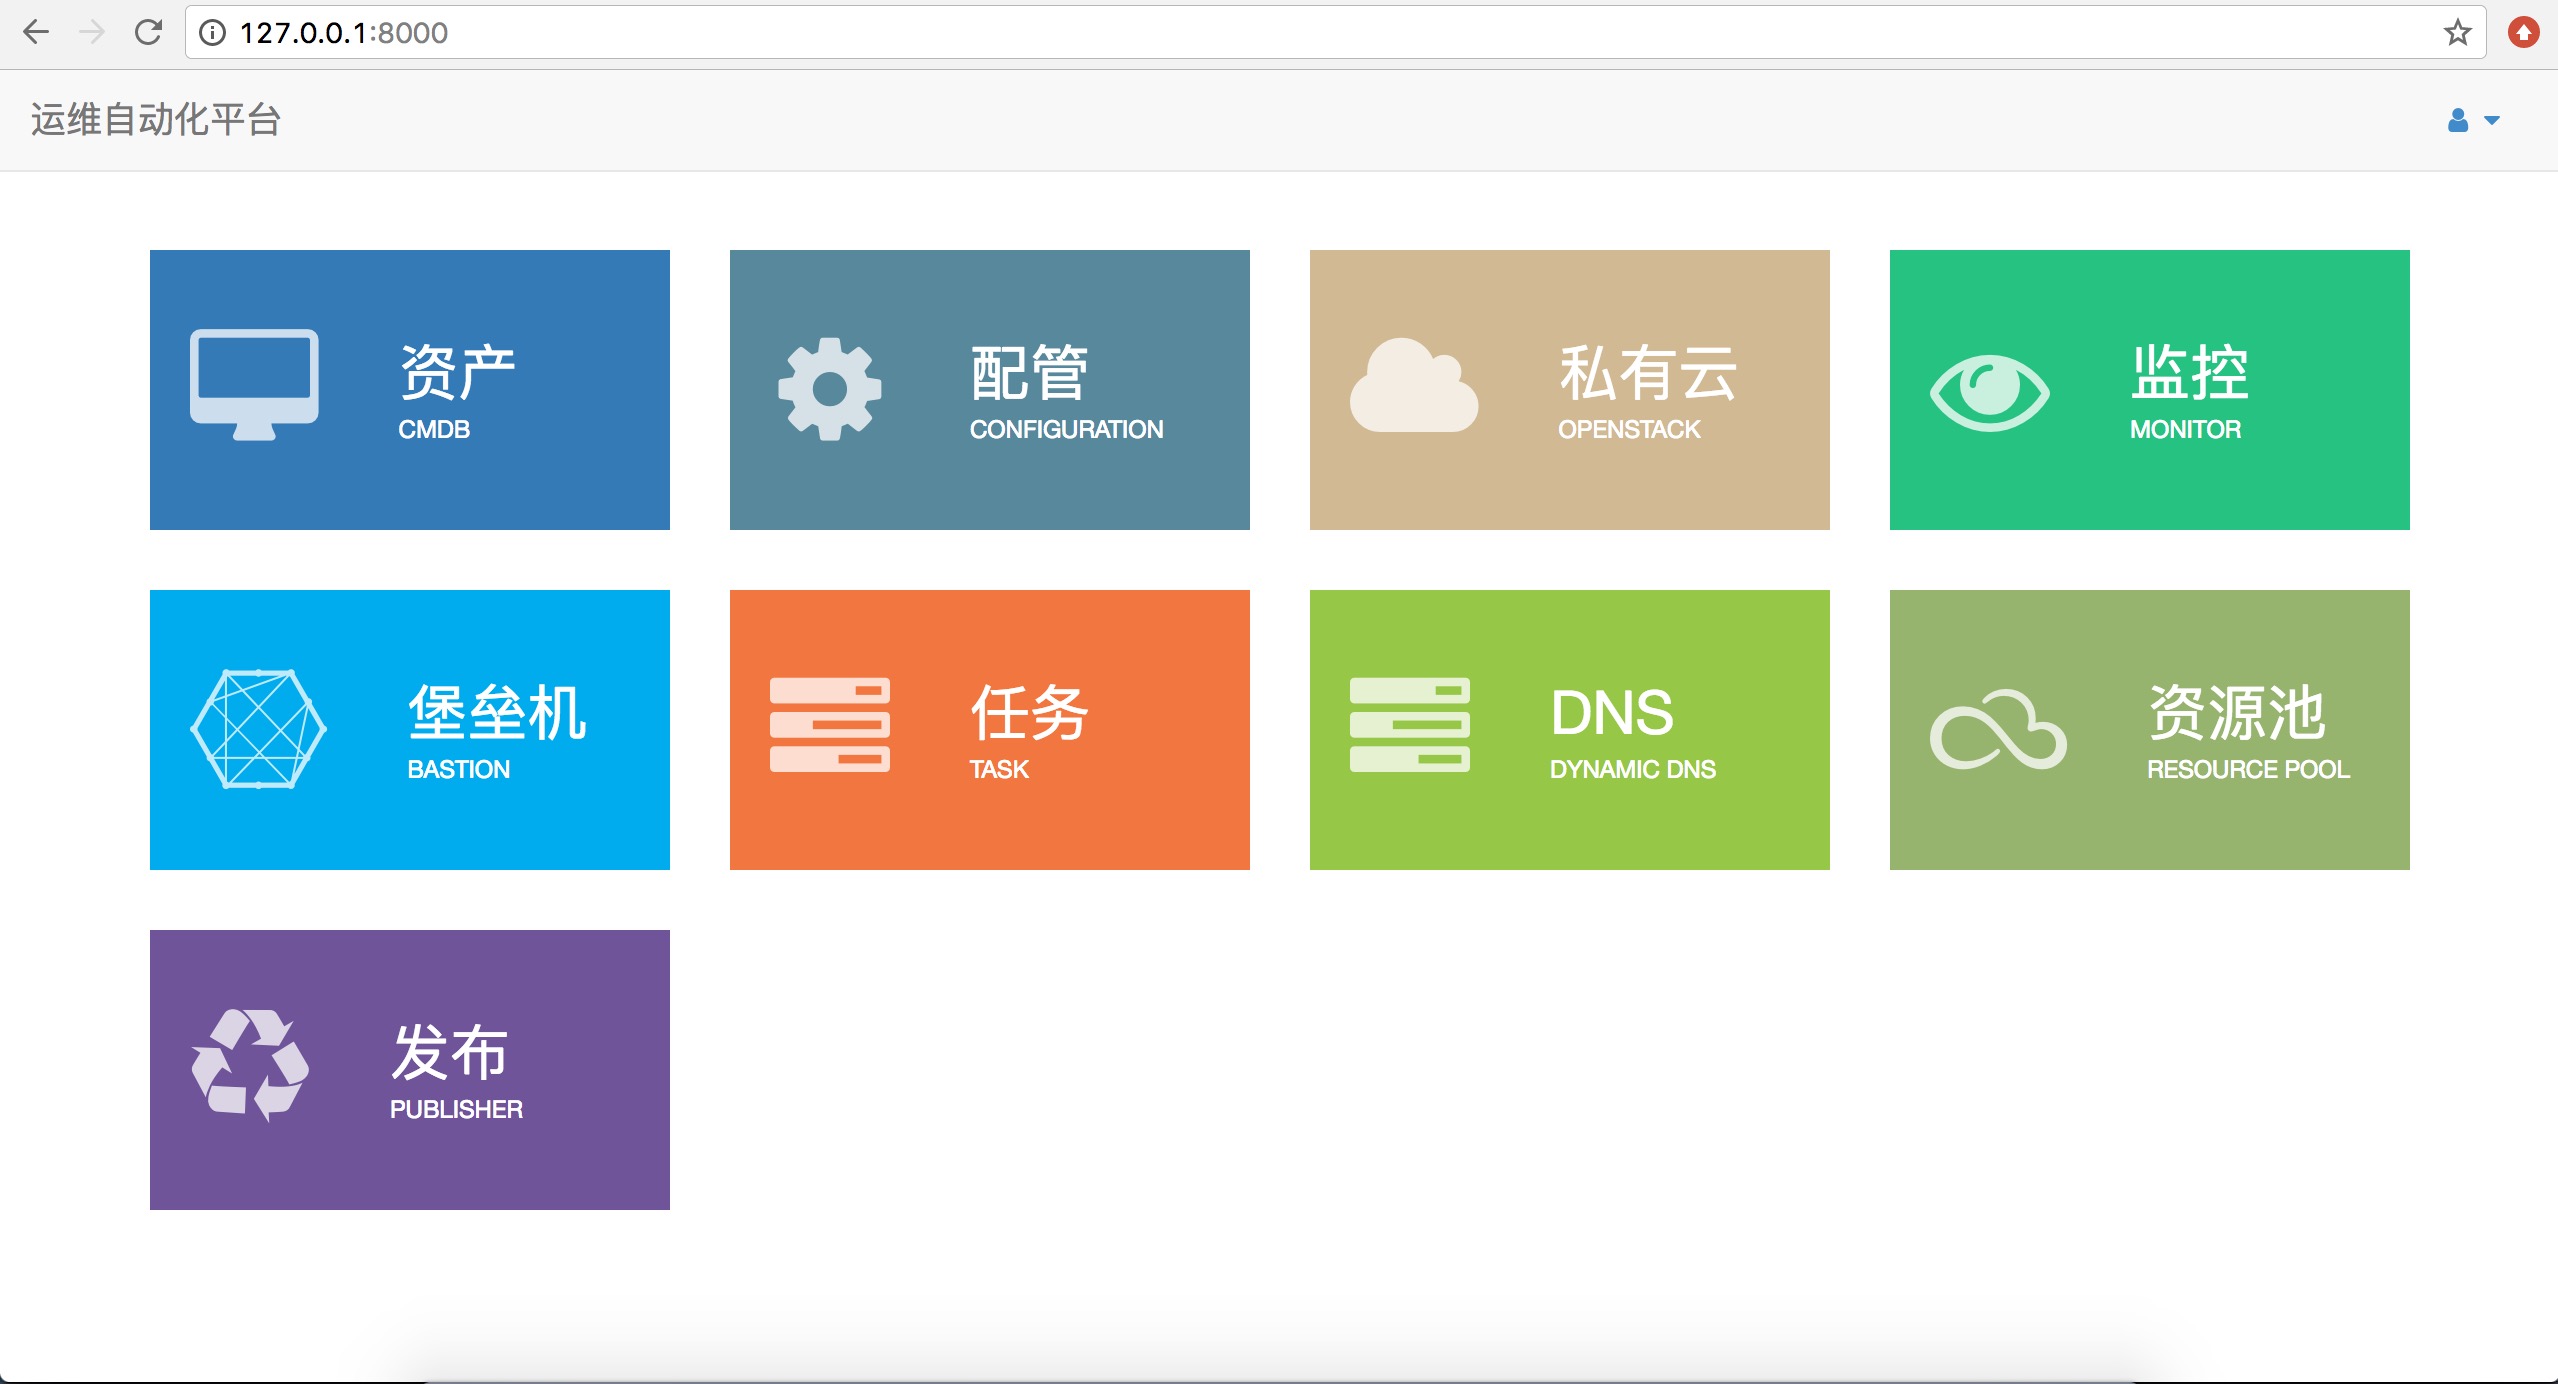 127.0.0.1:8000
运维自动化平台
资产
CMDB
配管
CONFIGURATION
私有云
OPENSTACK
监控
MONITOR
堡垒机
BASTION
任务
TASK
DNS
DYNAMIC DNS
资源池
RESOURCE POOL
发布
PUBLISHER